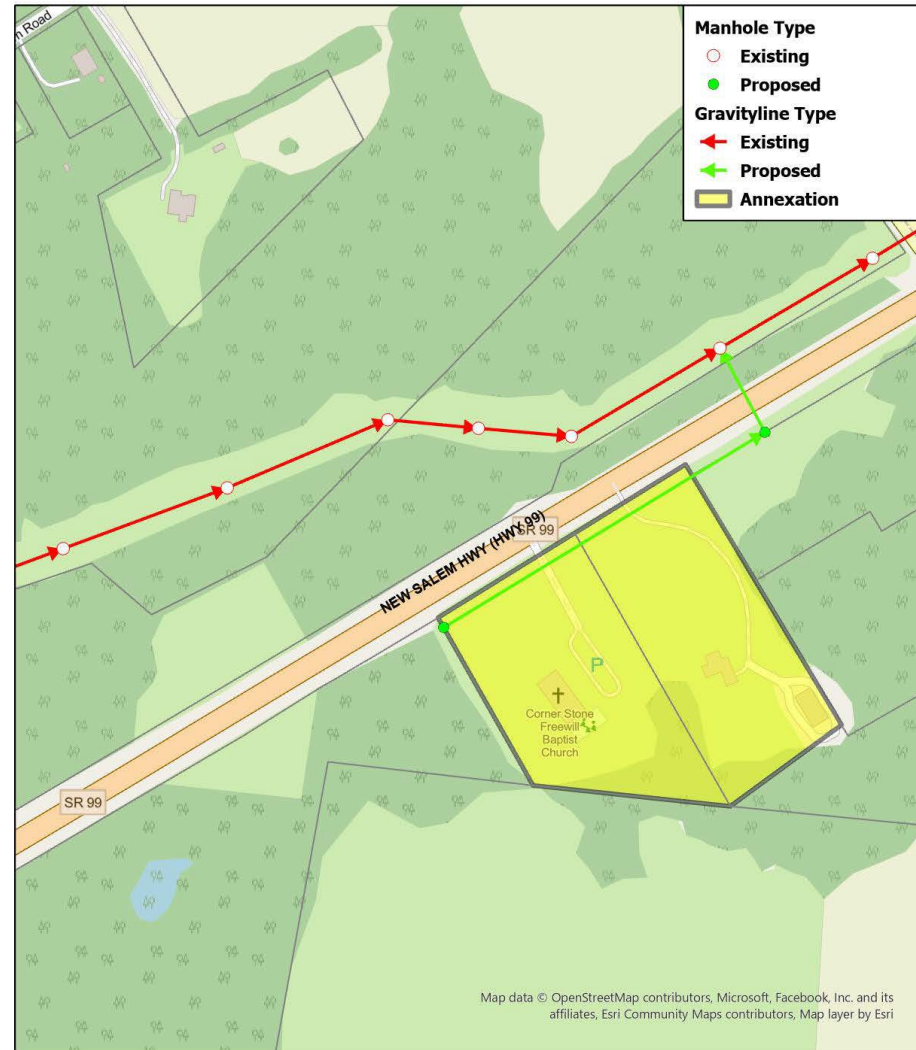 Road
Manhole Type
Existing
Proposed
Gravityline Type
Existing
Proposed
Annexation
SR 99
NEW SALEM HWY (HWY 99)
P
Corner Stone
Freewill
Baptist
Church
SR 99
Map data © OpenStreetMap contributors, Microsoft, Facebook, Inc. and its
affiliates, Esri Community Maps contributors, Map layer by Esri